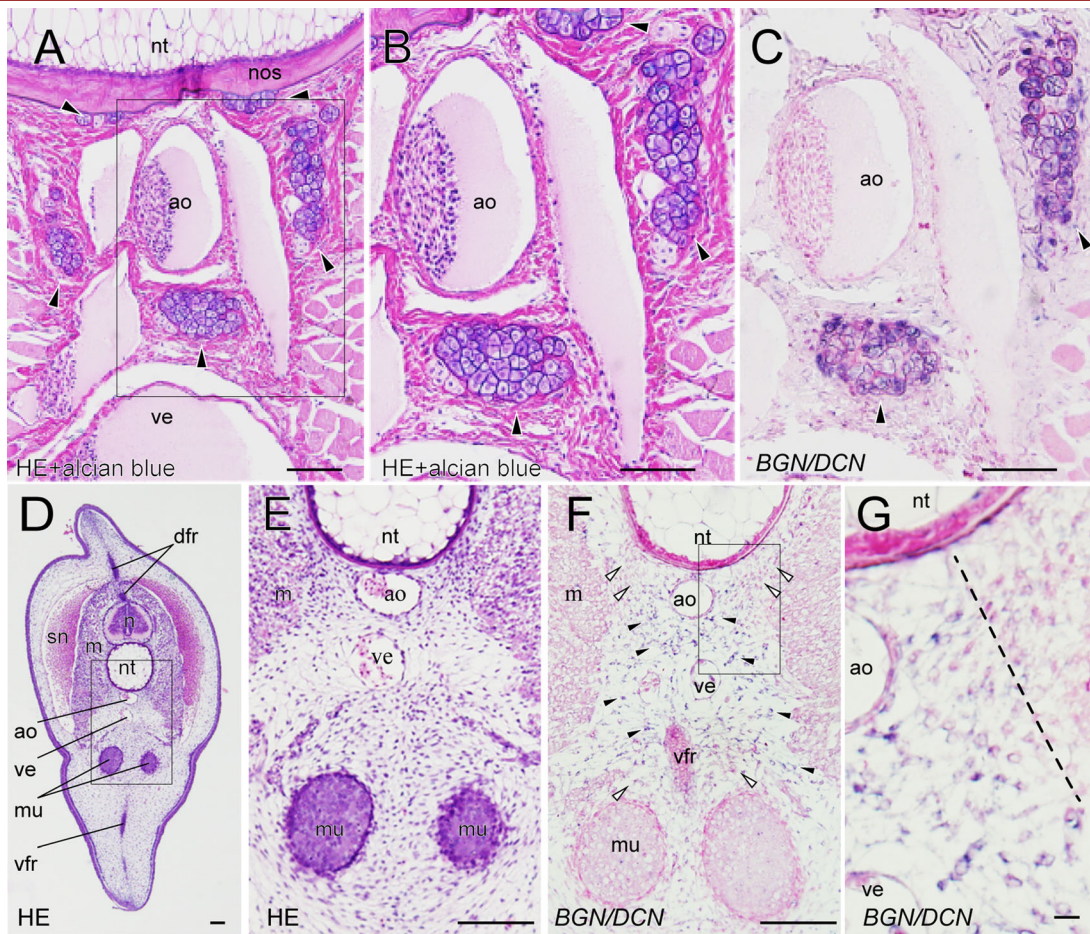 A
nt
nos
ao
ve
HE+alcian blue
B
ao
HE+alcian blue
C
ao
BGN/DCN
D
dfr
n
sn
m
nt
ao
ve
mu
vfr
HE
E
nt
m
ao
ve
mu
mu
HE
F
nt
m
ao
ve
vfr
mu
BGN/DCN
G
nt
ao
ve
BGN/DCN